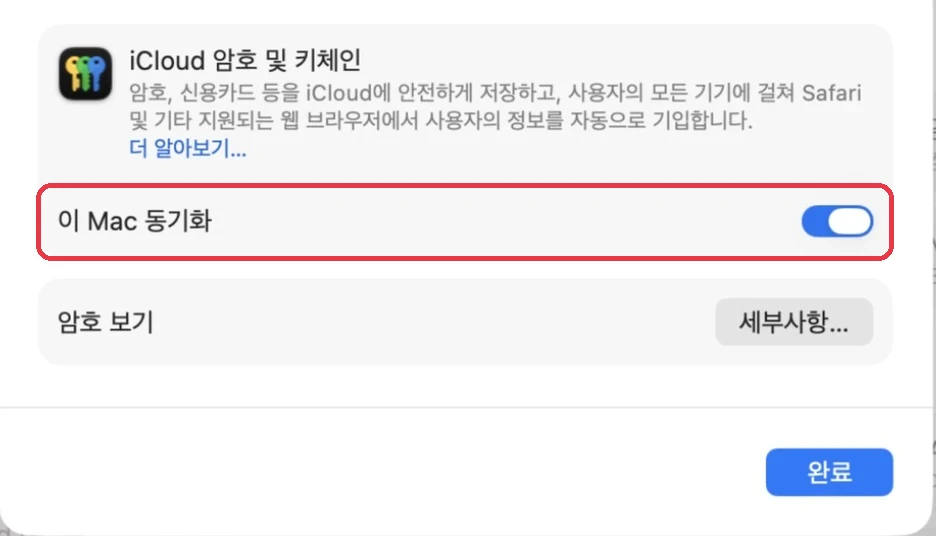 iCloud 암호 및 키체인
암호, 신용카드 등을 iCloud에 안전하게 저장하고, 사용자의 모든 기기에 걸쳐 Safari
및 기타 지원되는 웹 브라우저에서 사용자의 정보를 자동으로 기입합니다.
더 알아보기...
이 Mac 동기화
암호 보기
세부사항...
완료